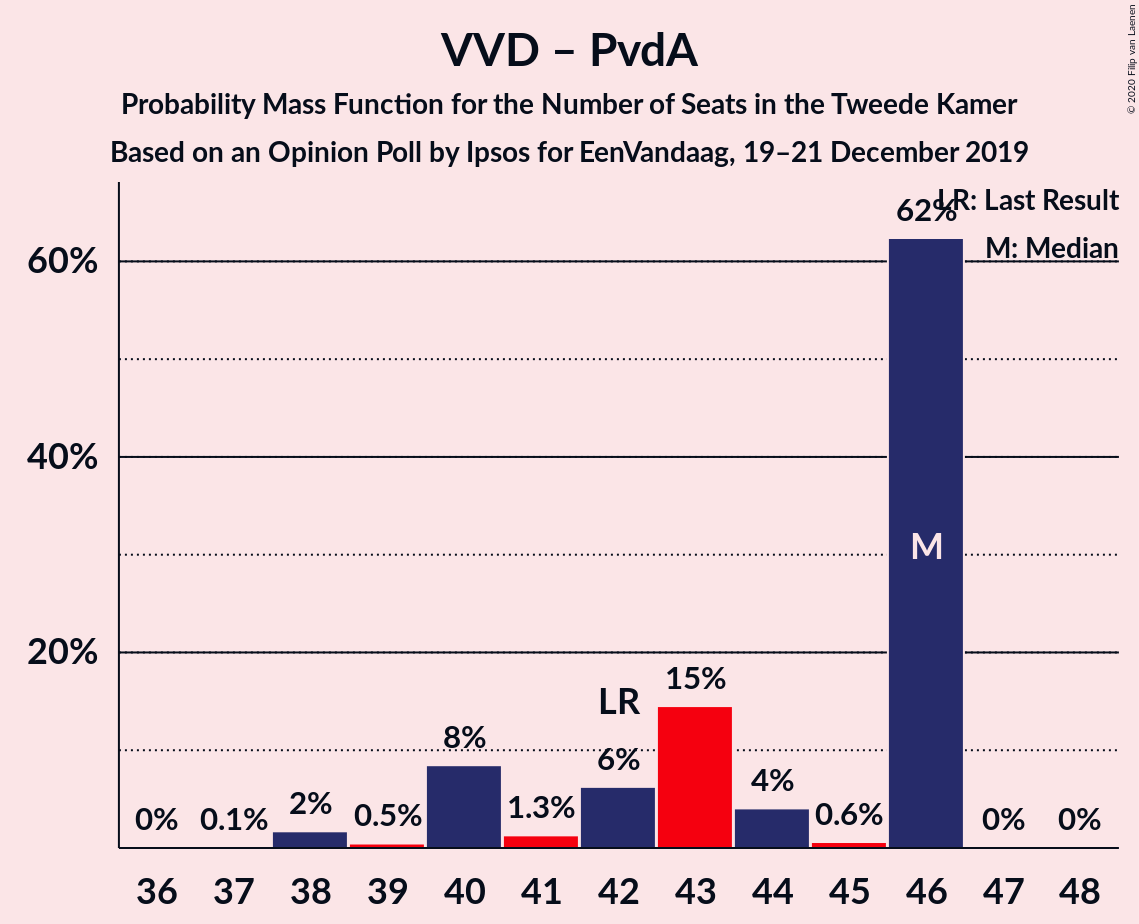 VVD – PvdA
Probability Mass Function for the Number of Seats in the Tweede Kamer
Based on an Opinion Poll by Ipsos for EenVandaag, 19–21 December 2019
© 2020 Filip van Laenen
LR: Last Result
M: Median
60%
40%
20%
0%
0.1%
2%
0.5%
8%
1.3%
LR
6%
15%
4%
0.6%
62%
M
0%
0%
36 37 38 39 40 41 42 43 44 45 46 47 48